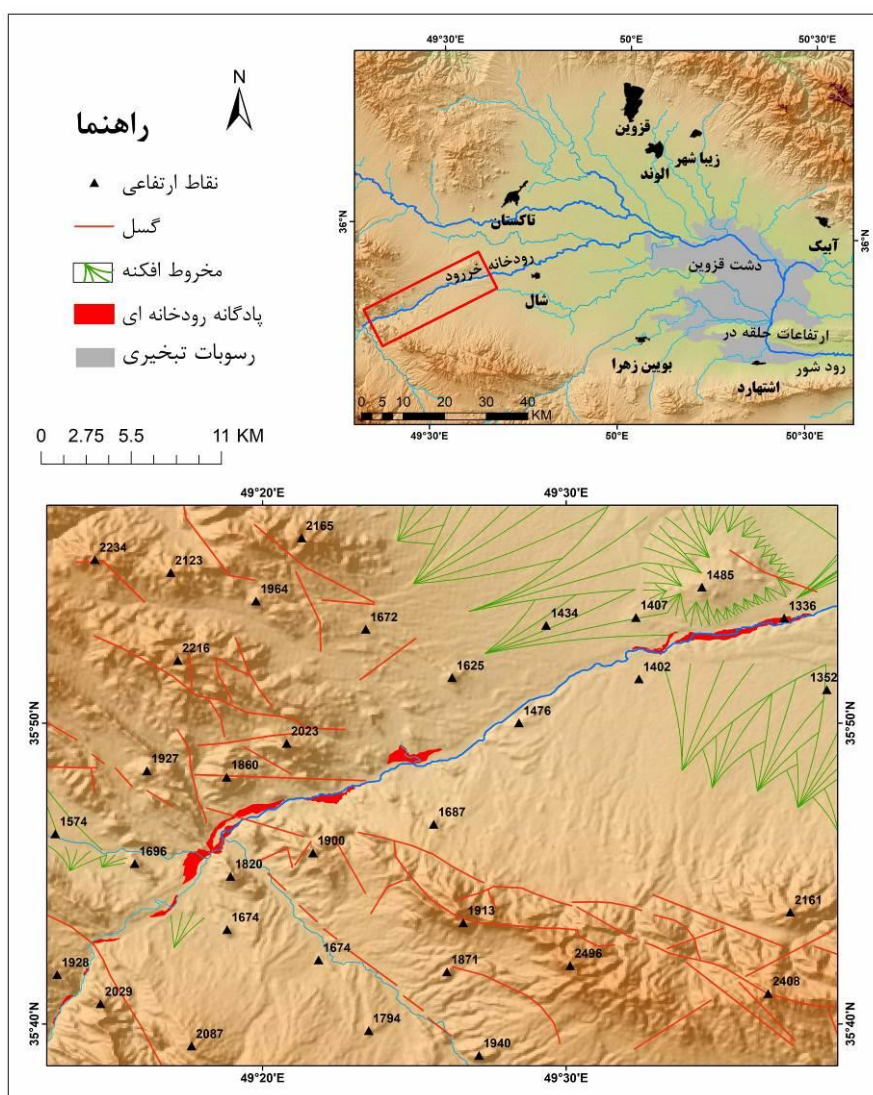 N
راهنما
نقاط ارتفاعی
گسل
مخروط افکنه
پادگانه رودخانه ای
رسوبات تبخیری
0 2.75 5.5 11 KM
49°30'E 50°E 50°30'E
36°N 36°N
قزوین
زیبا شهر
الوند
تاکستان
آبیک
دشت قزوین
رودخانه خررود
شال
ارتفاعات حلقه در
بویین زهرا
رود شور
اشتهارد
0 5 10 20 30 40
KM
49°30'E 50°E 50°30'E
49°20'E 49°30'E
2165
2234
2123
1485
1964
1407 1336
1434
1672
2216
1625
1402
1352
35°50'N 35°50'N
1476
2023
1927
1860
1687
1574
1900
1696
1820
2161
1913
1674
1674
2496
1928
1871
2408
2029
35°40'N 35°40'N
1794
2087
1940
49°20'E 49°30'E